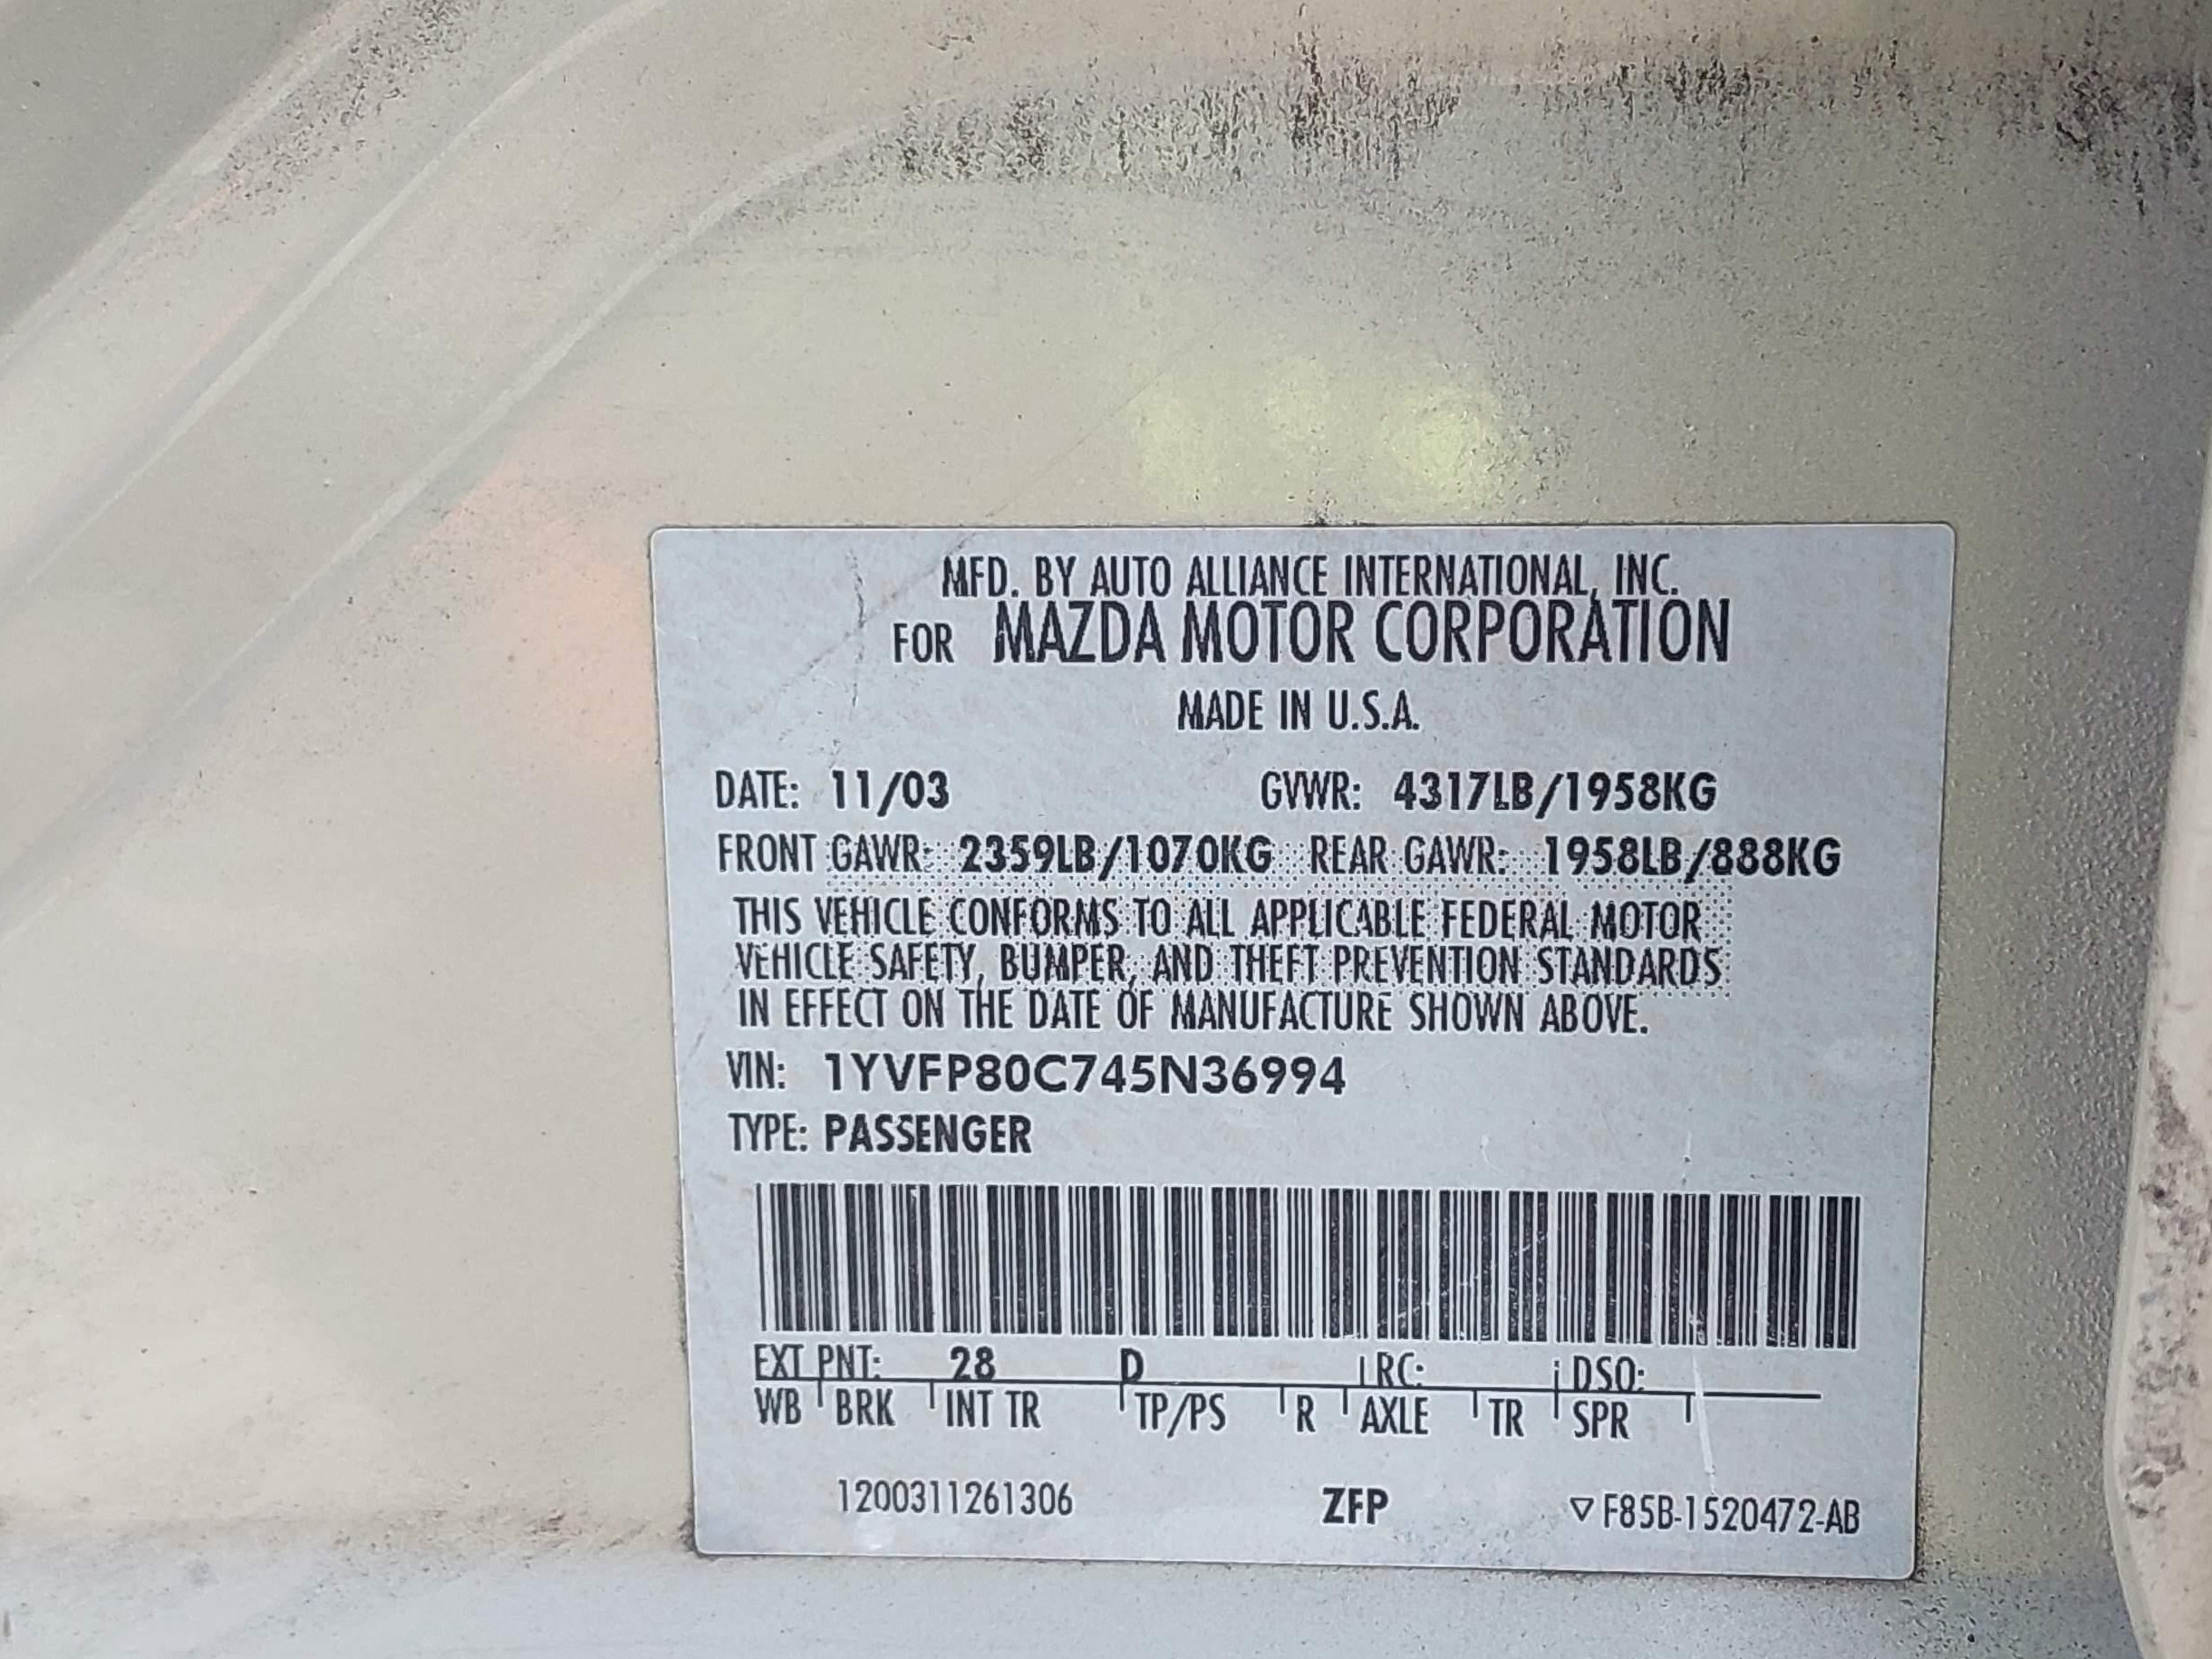 MFD. BY AUTO ALLIANCE INTERNATIONAL, INC.
FOR MAZDA MOTOR CORPORATION
MADE IN U.S.A.
DATE: 11/03 GVWR: 4317LB/1958KG
FRONT GAWR: 2359LB/1070KG REAR GAWR: 1958LB/888KG
THIS VEHICLE CONFORMS TO ALL APPLICABLE FEDERAL MOTOR
VEHICLE SAFETY, BUMPER, AND THEFT PREVENTION STANDARDS
IN EFFECT ON THE DATE OF MANUFACTURE SHOWN ABOVE.
VIN: 1YVFP80C745N36994
TYPE: PASSENGER
EXT PNT: 28 D RC: DSO:
WB BRK INT TR TP/PS R AXLE TR SPR
1200311261306 ZFP ▽ F85B-1520472-AB